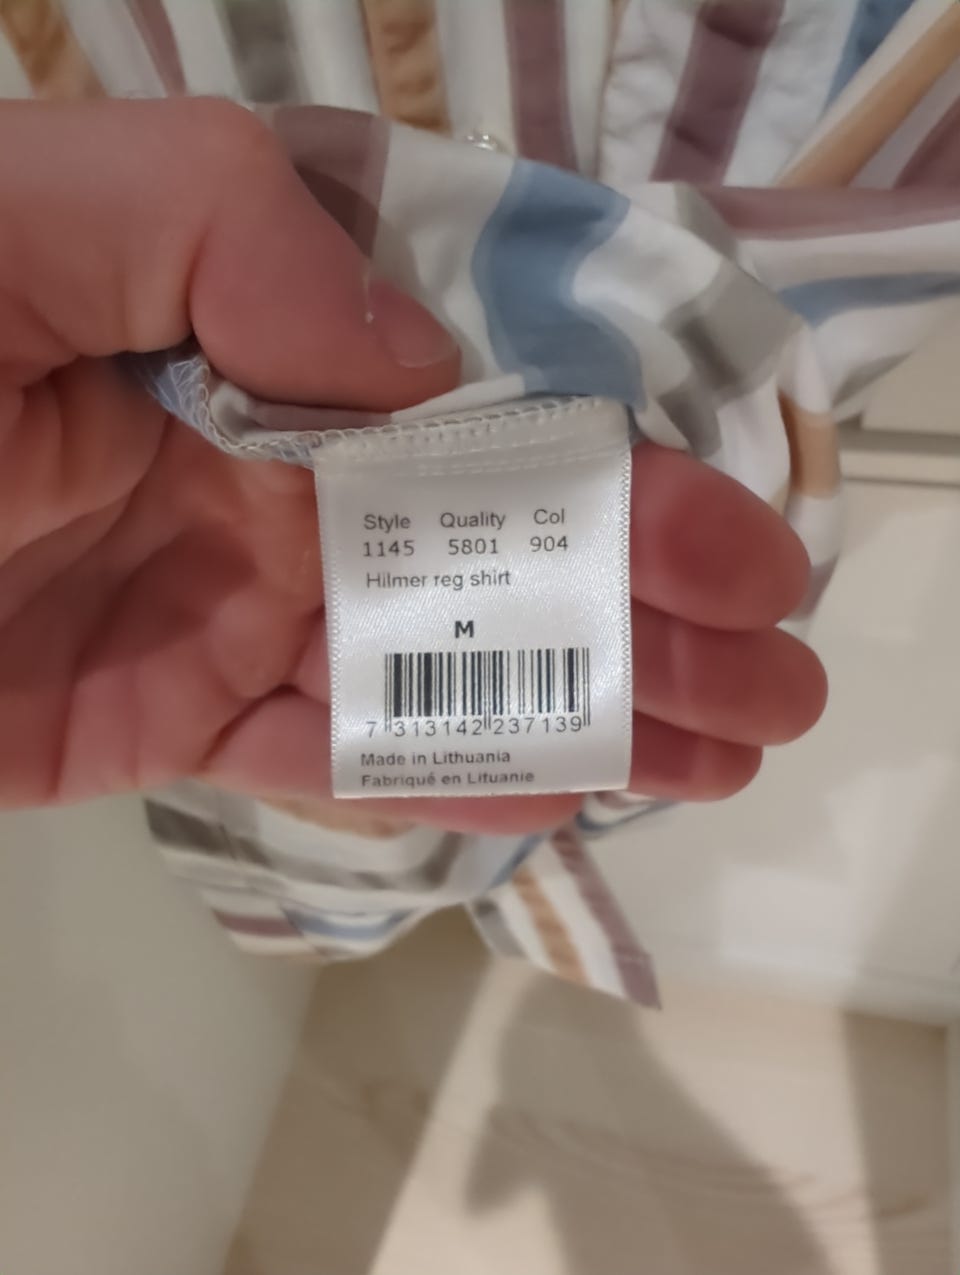 Style Quality Col
1145 5801 904
Hilmer reg shirt
M
7 313142 237139
Made in Lithuania
Fabriqué en Lituanie